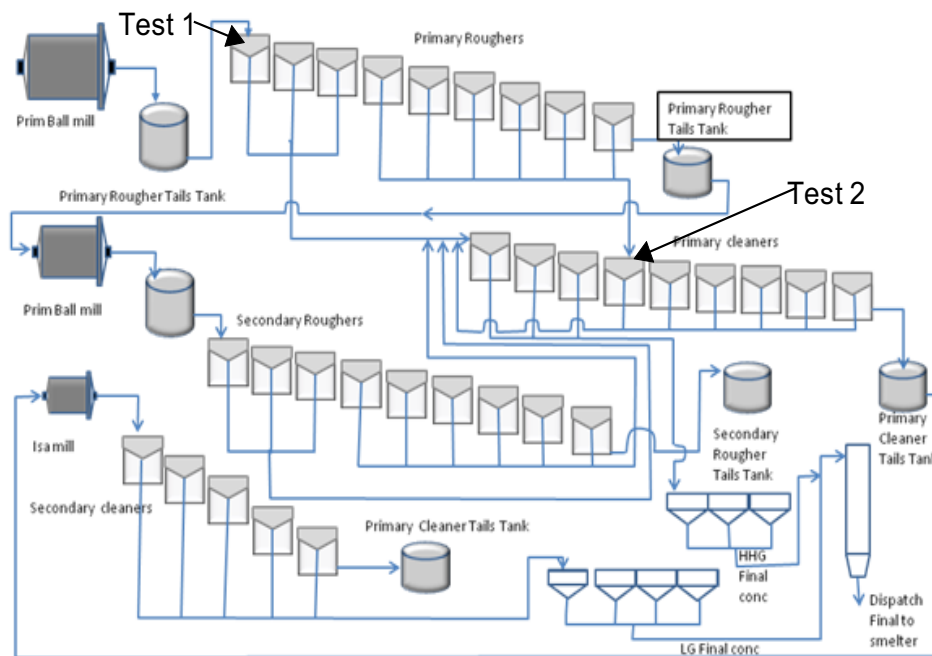 Test 1
Primary Roughers
Prim Ball mill
Primary Rougher
Tails Tank
Primary Rougher Tails Tank
Test 2
Primary cleaners
Prim Ball mill
Secondary Roughers
Isa mill
Secondary
Rougher
Tails Tank
Primary
Cleaner
Tails Tank
Secondary cleaners
Primary Cleaner Tails Tank
HHG
Final
conc
Dispatch
Final to
smelter
LG Final conc